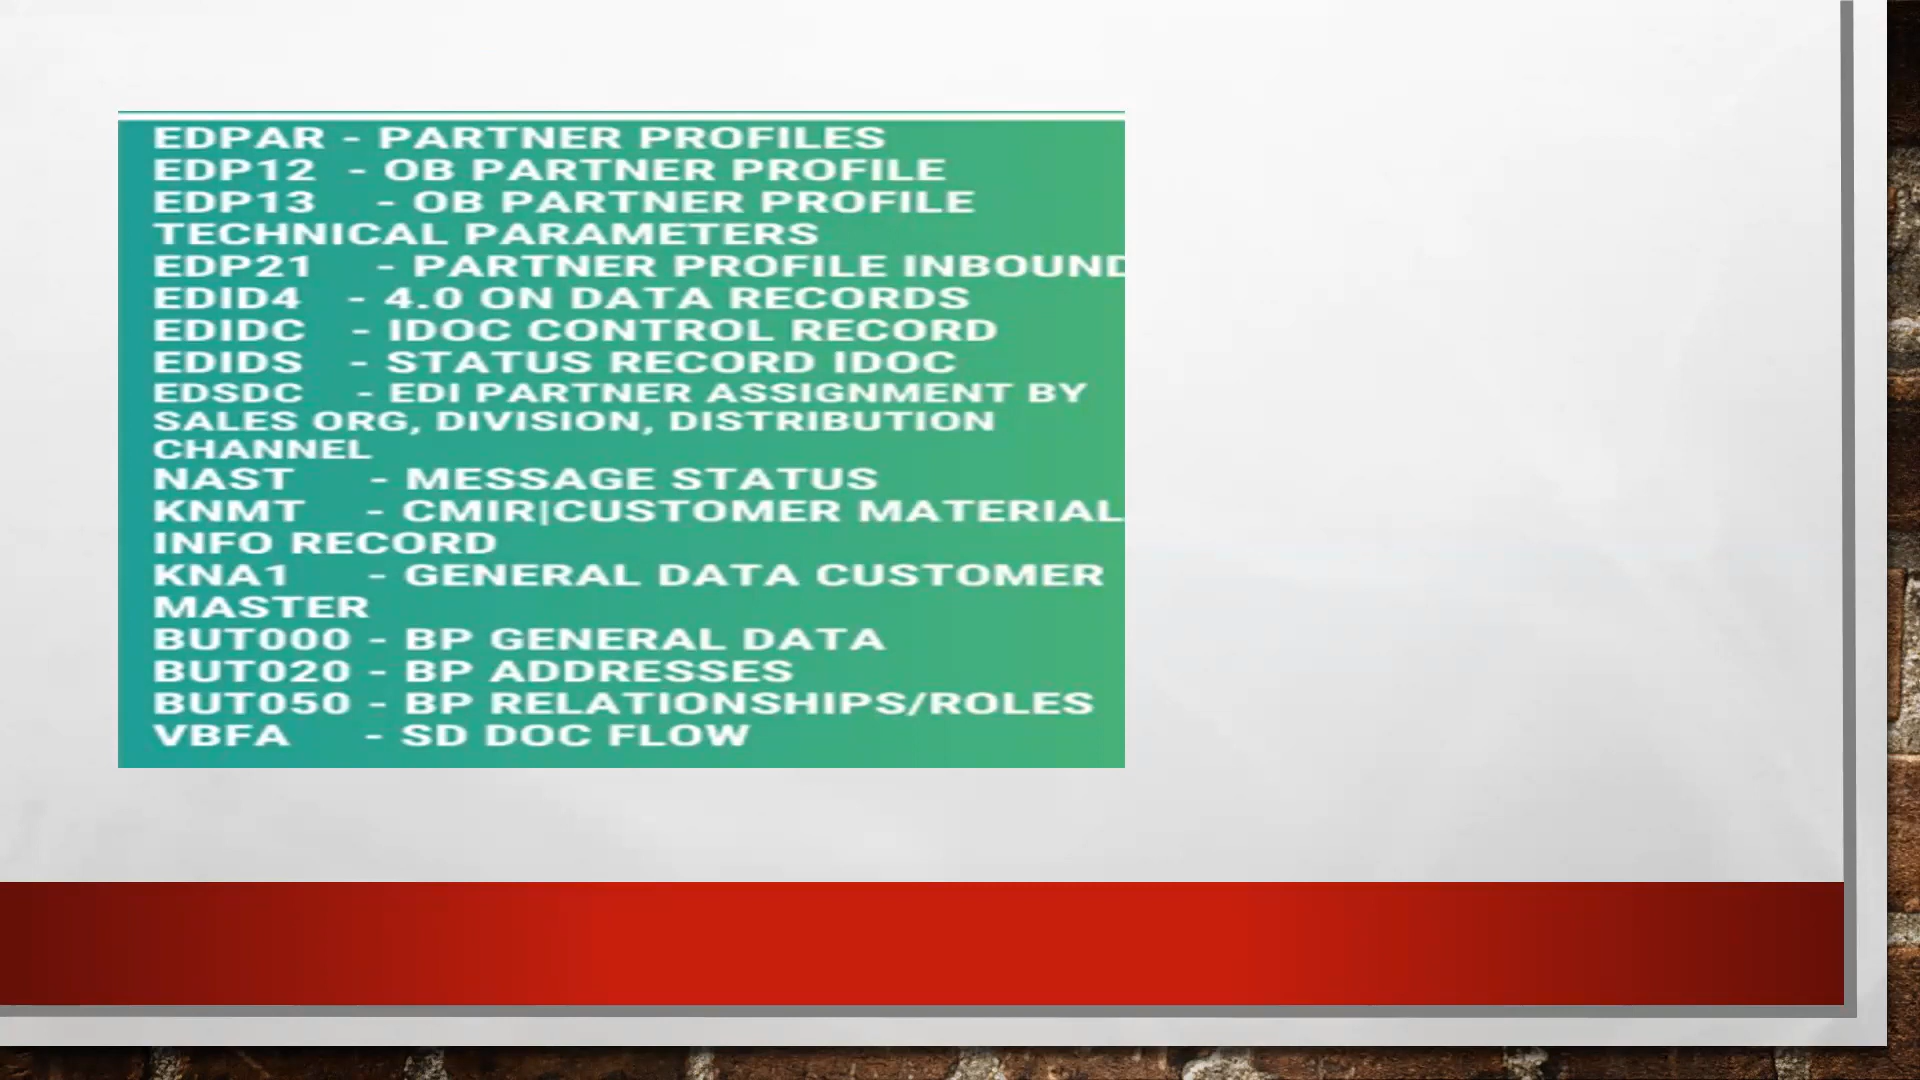 EDPAR - PARTNER PROFILES
EDP12 - OB PARTNER PROFILE
EDP13 - OB PARTNER PROFILE
TECHNICAL PARAMETERS
EDP21 - PARTNER PROFILE INBOUND
EDID4 - 4.0 ON DATA RECORDS
EDIDC - IDOC CONTROL RECORD
EDIDS - STATUS RECORD IDOC
EDSDC - EDI PARTNER ASSIGNMENT BY
SALES ORG, DIVISION, DISTRIBUTION
CHANNEL
NAST - MESSAGE STATUS
KNMT - CMIR|CUSTOMER MATERIAL
INFO RECORD
KNA1 - GENERAL DATA CUSTOMER
MASTER
BUT000 - BP GENERAL DATA
BUT020 - BP ADDRESSES
BUT050 - BP RELATIONSHIPS/ROLES
VBFA - SD DOC FLOW